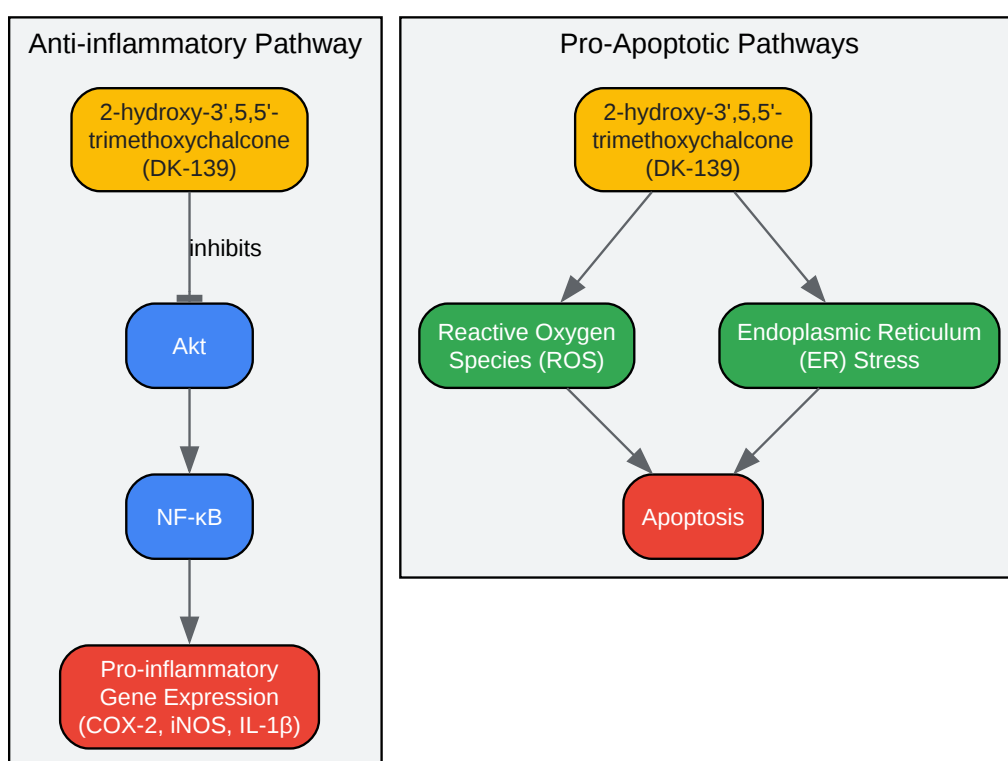 Anti-inflammatory Pathway
2-hydroxy-3',5,5'-
trimethoxychalcone
(DK-139)
inhibits
Akt
NF-κB
Pro-inflammatory
Gene Expression
(COX-2, iNOS, IL-1β)
Pro-Apoptotic Pathways
2-hydroxy-3',5,5'-
trimethoxychalcone
(DK-139)
Reactive Oxygen
Species (ROS)
Endoplasmic Reticulum
(ER) Stress
Apoptosis